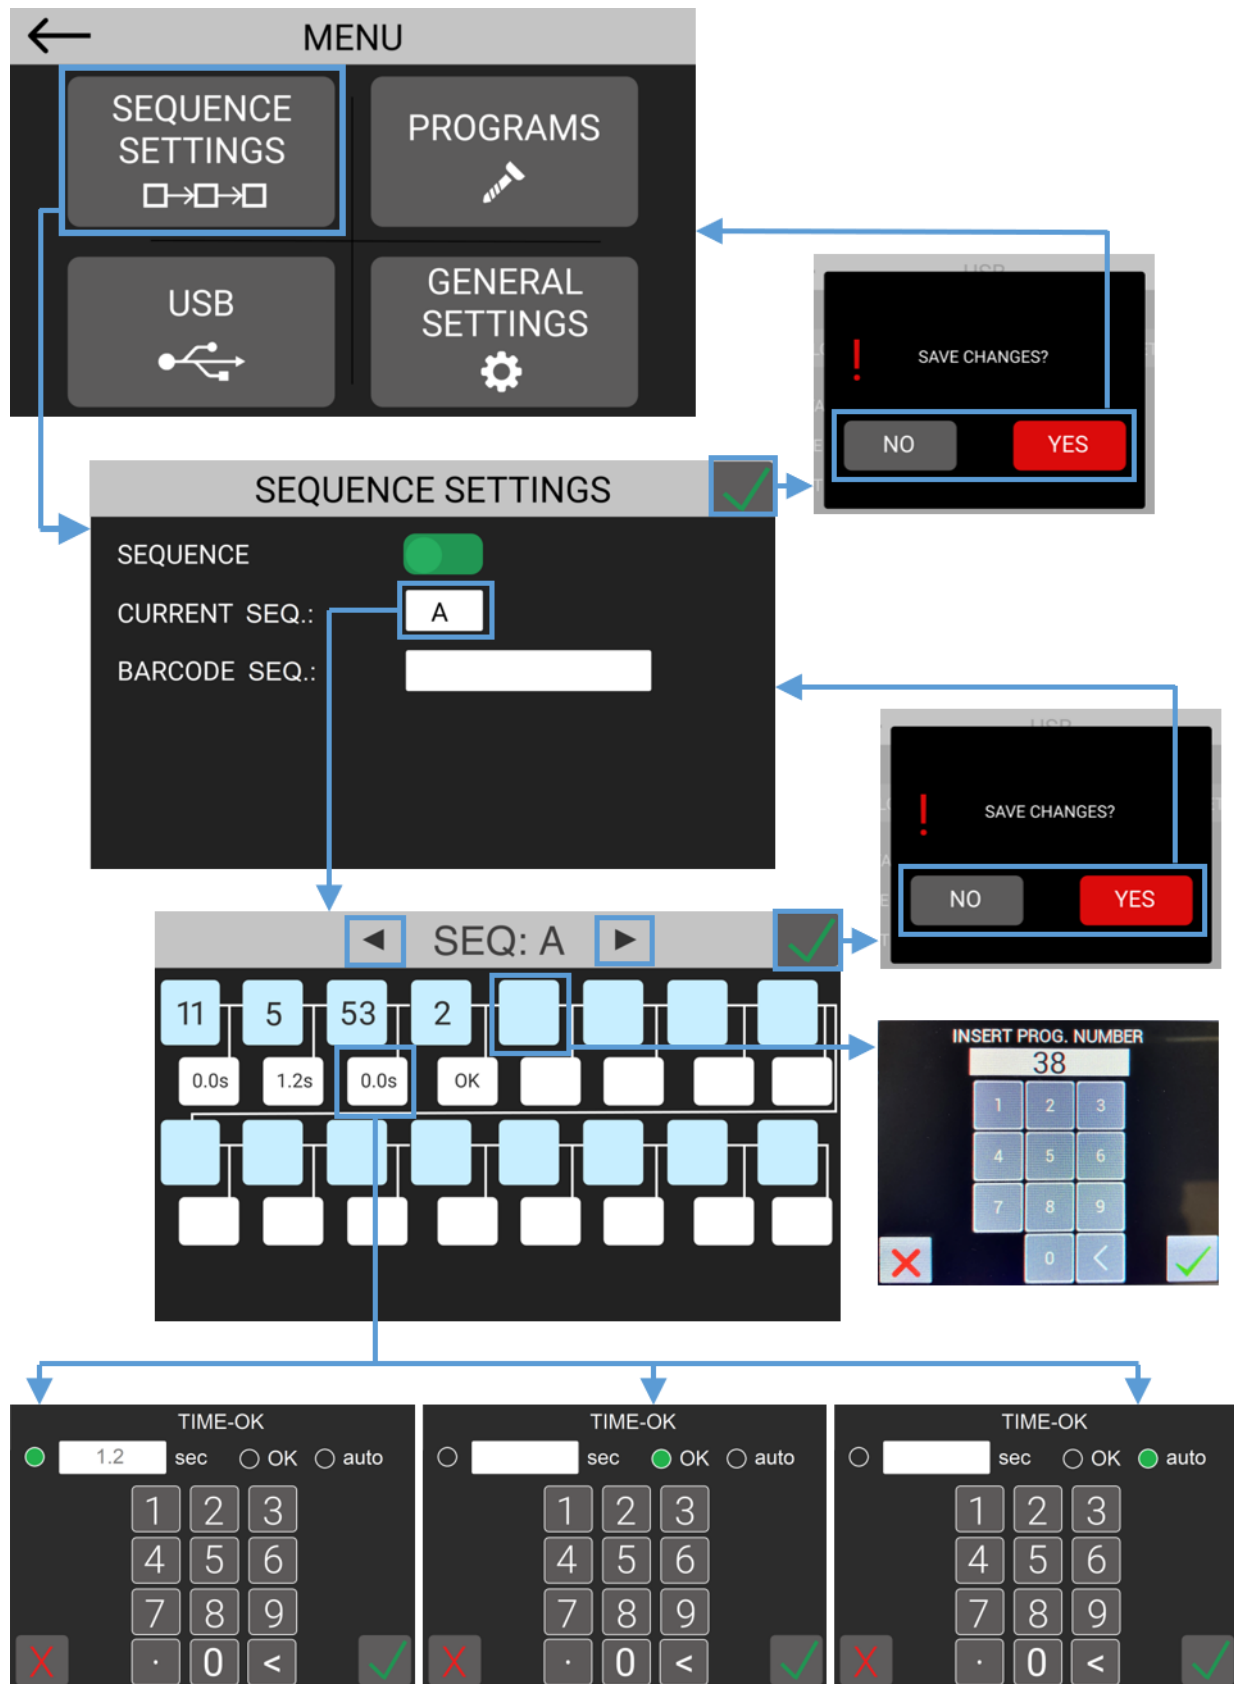 MENU
SEQUENCE
SETTINGS
PROGRAMS
USB
GENERAL
SETTINGS
USB
SAVE CHANGES?
NO
YES
SEQUENCE SETTINGS
SEQUENCE
CURRENT SEQ.:
A
BARCODE SEQ.:
USB
SAVE CHANGES?
NO
YES
SEQ: A
11 5 53 2
0.0s 1.2s 0.0s OK
INSERT PROG. NUMBER
38
1 2 3
4 5 6
7 8 9
0 <
TIME-OK
1.2 sec OK auto
1 2 3
4 5 6
7 8 9
X . 0 <
TIME-OK
sec OK auto
1 2 3
4 5 6
7 8 9
X . 0 <
TIME-OK
sec OK auto
1 2 3
4 5 6
7 8 9
X . 0 <